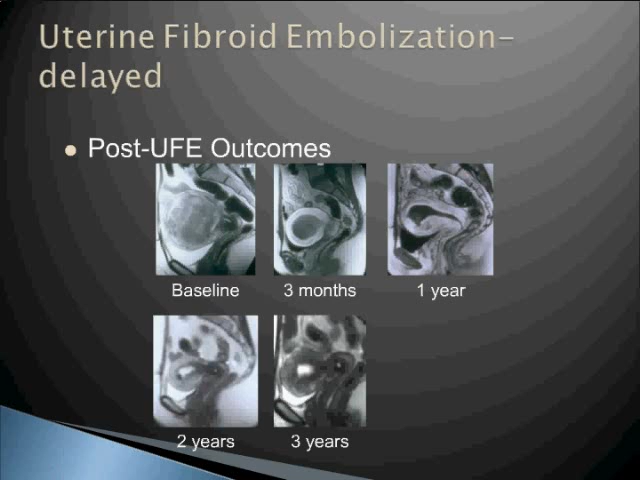 Uterine Fibroid Embolization-
delayed
Post-UFE Outcomes
Baseline 3 months 1 year
2 years 3 years